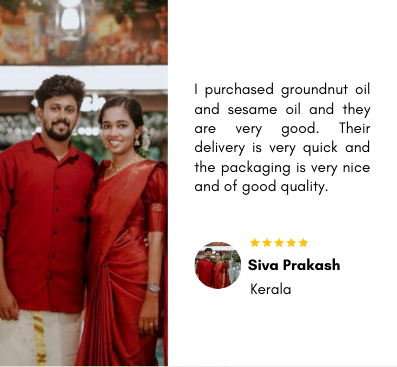 I purchased groundnut oil
and sesame oil and they
are very good. Their
delivery is very quick and
the packaging is very nice
and of good quality.
Siva Prakash
Kerala